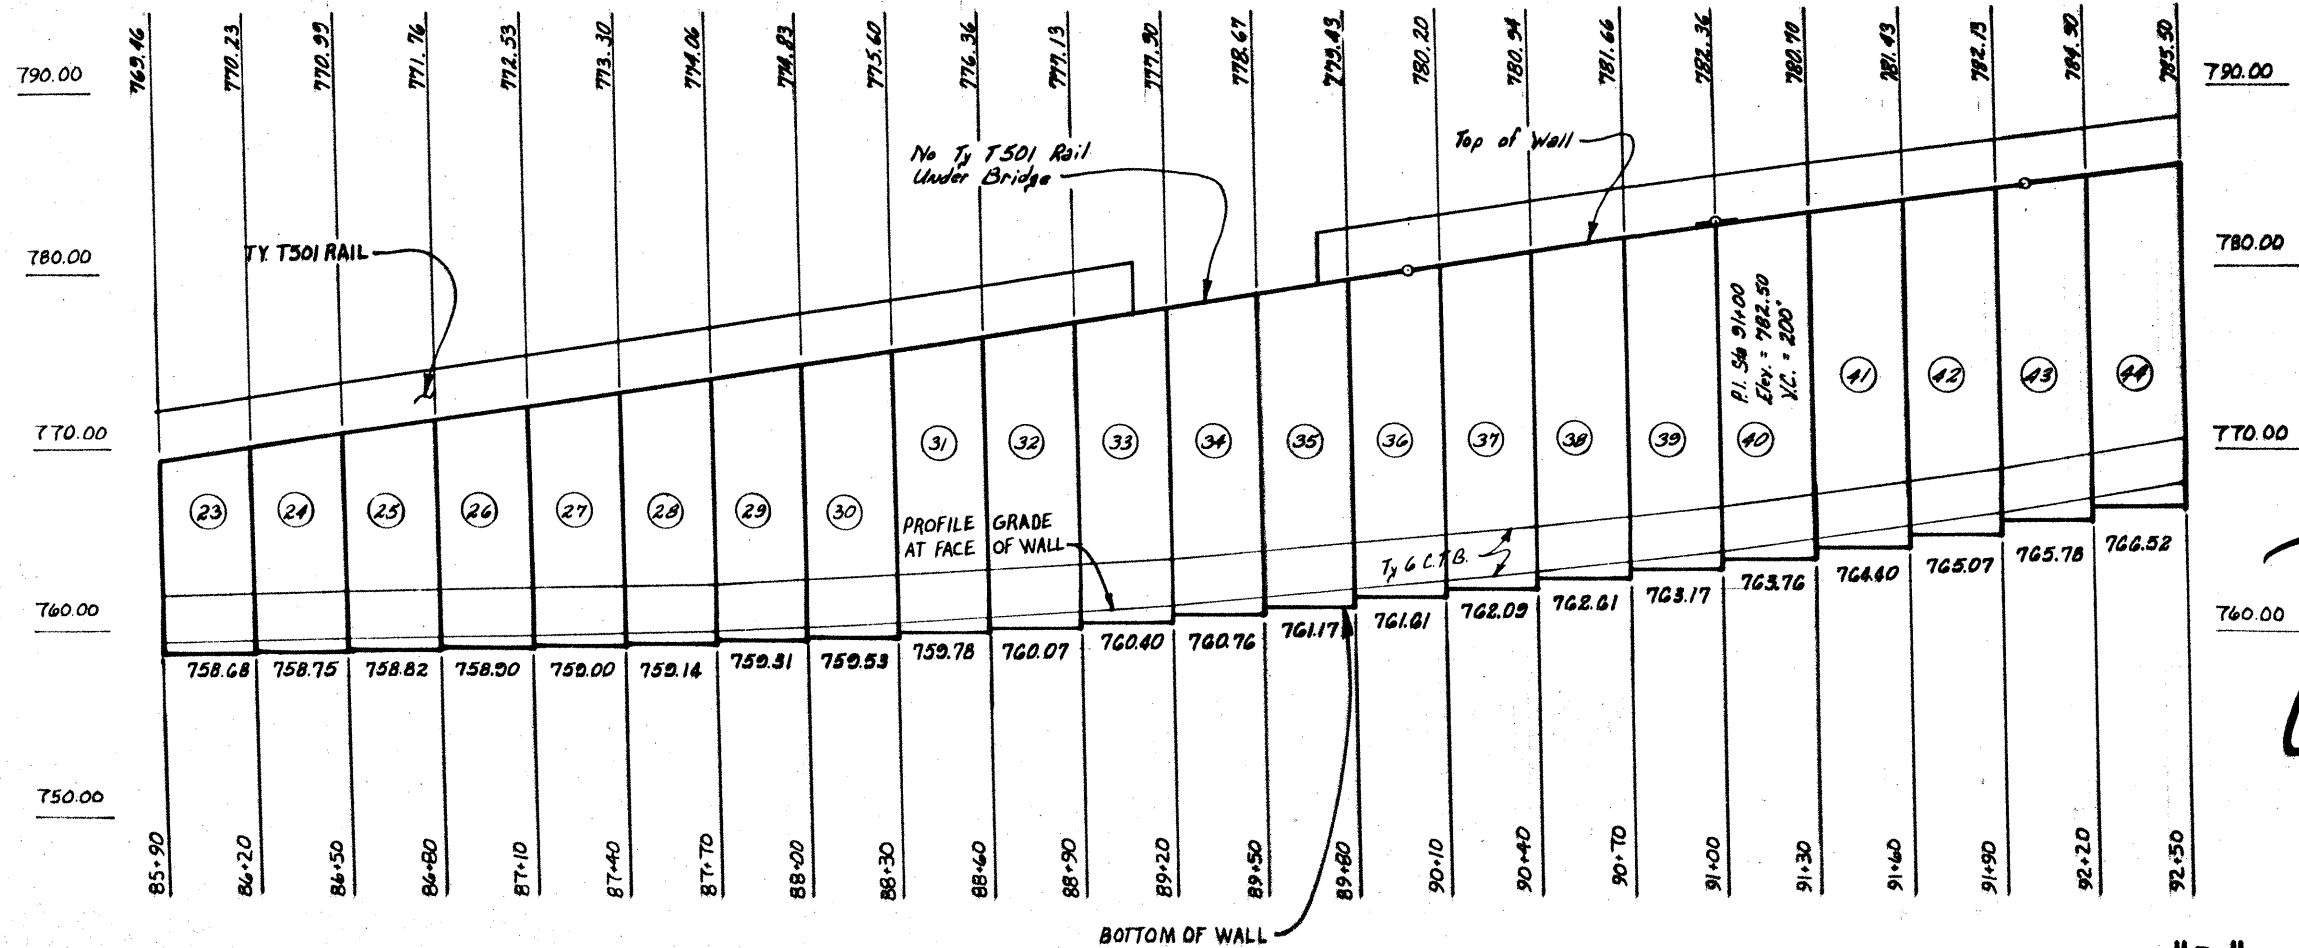 769.46 770.23 770.99 771.76 772.53 773.30 774.06 774.83 775.60 776.36 777.13 777.90 778.67 779.43 780.20 780.94 781.66 782.36 780.70 781.43 782.13 784.90 785.50
790.00 790.00
No Ty T501 Rail
Under Bridge
Top of Wall
TY. T501 RAIL
780.00 780.00
P.I. Sta 91+00
Elev. = 782.50
V.C. = 200'
41 42 43 44
770.00 770.00
31 32 33 34 35 36 37 38 39 40
23 24 25 26 27 28 29 30
PROFILE GRADE
AT FACE OF WALL
Ty 6 C.T.B.
760.00 760.00
758.68 758.75 758.82 758.90 759.00 759.14 759.31 759.53 759.78 760.07 760.40 760.76 761.17 761.61 762.09 762.61 763.17 763.76 764.40 765.07 765.78 766.52
750.00
85+90 86+20 86+50 86+80 87+10 87+40 87+70 88+00 88+30 88+60 88+90 89+20 89+50 89+80 90+10 90+40 90+70 91+00 91+30 91+60 91+90 92+20 92+50
BOTTOM OF WALL